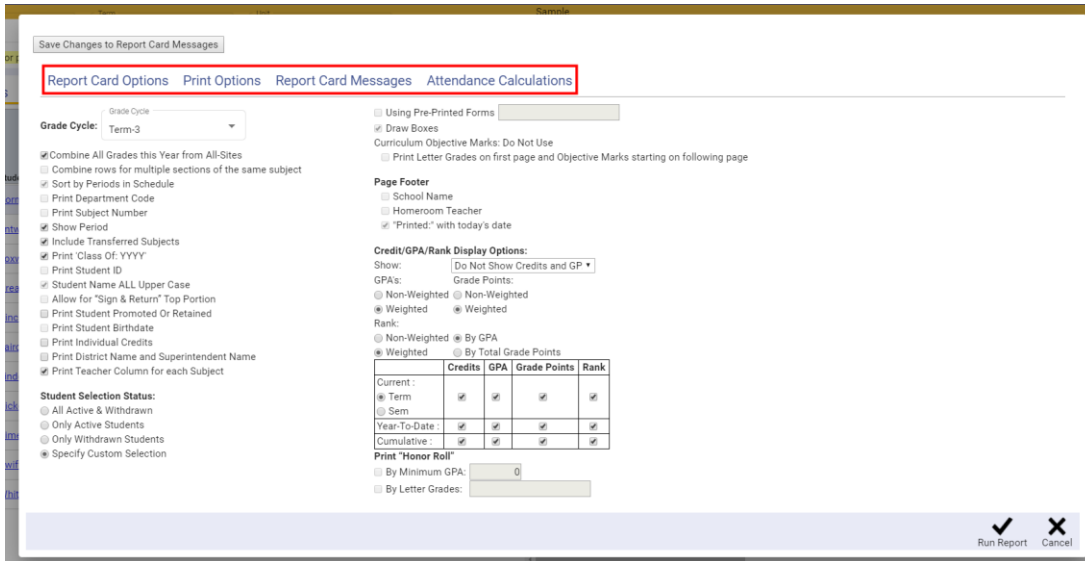 Term Unit Sample
Save Changes to Report Card Messages
Report Card Options Print Options Report Card Messages Attendance Calculations
Grade Cycle
Grade Cycle: Term-3
Combine All Grades this Year from All-Sites
Combine rows for multiple sections of the same subject
Sort by Periods in Schedule
Print Department Code
Print Subject Number
Show Period
Include Transferred Subjects
Print 'Class Of: YYYY'
Print Student ID
Student Name ALL Upper Case
Allow for "Sign & Return" Top Portion
Print Student Promoted Or Retained
Print Student Birthdate
Print Individual Credits
Print District Name and Superintendent Name
Print Teacher Column for each Subject
Student Selection Status:
All Active & Withdrawn
Only Active Students
Only Withdrawn Students
Specify Custom Selection
Using Pre-Printed Forms
Draw Boxes
Curriculum Objective Marks: Do Not Use
Print Letter Grades on first page and Objective Marks starting on following page
Page Footer
School Name
Homeroom Teacher
"Printed:" with today's date
Credit/GPA/Rank Display Options:
Show: Do Not Show Credits and GP
GPA's: Grade Points:
Non-Weighted Non-Weighted
Weighted Weighted
Rank:
Non-Weighted By GPA
Weighted By Total Grade Points
Credits GPA Grade Points Rank
Current :
Term
Sem
Year-To-Date :
Cumulative :
Print "Honor Roll"
By Minimum GPA: 0
By Letter Grades:
Run Report Cancel